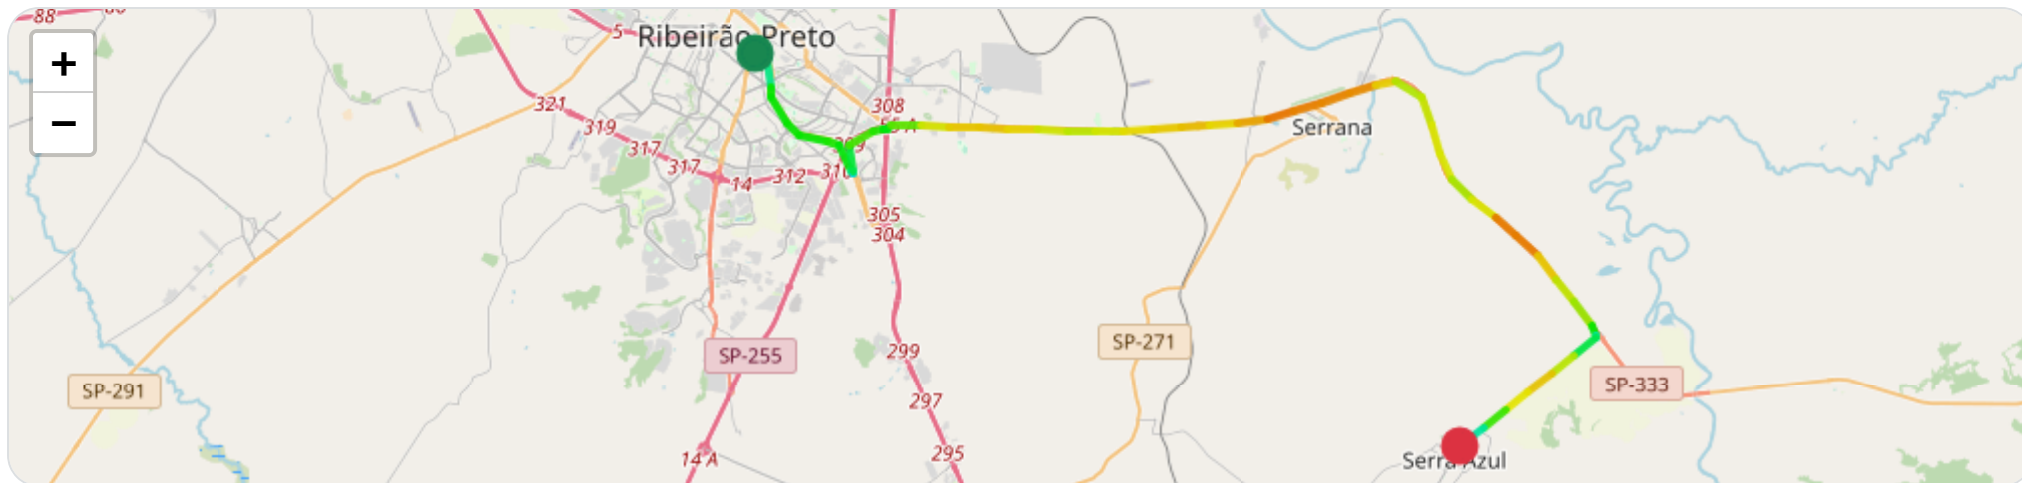 88
5
Ribeirão Preto
+
−
321
308
319
309
Serrana
317
317
310
312
14
305
304
SP-271
299
SP-255
SP-333
SP-291
297
295
14 A
Serra Azul